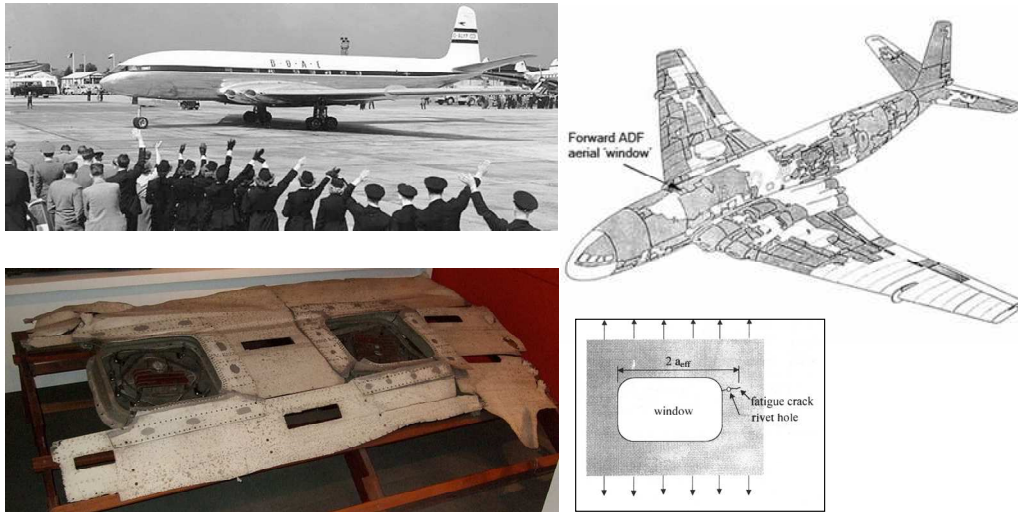 B·O·A·C
Forward ADF
aerial 'window'
2 aeff
window
fatigue crack
rivet hole